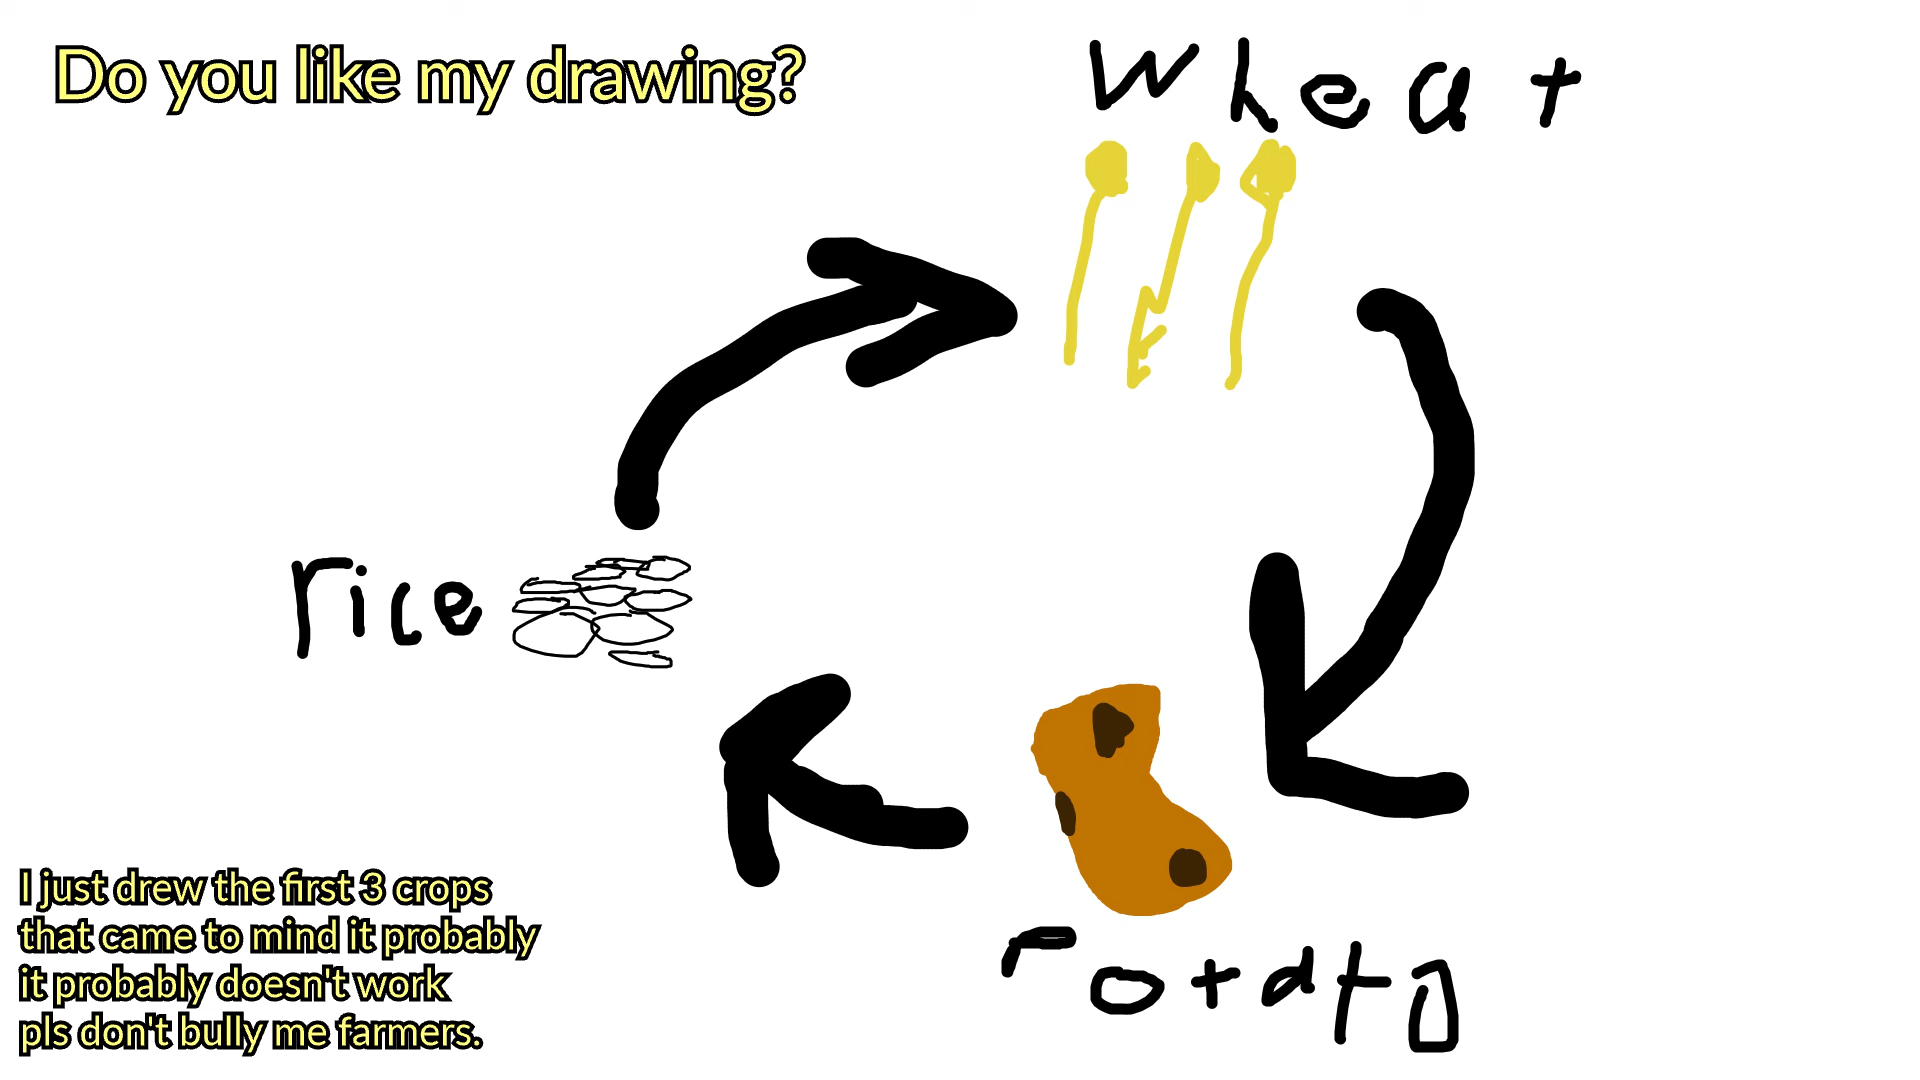 Do you like my drawing?
wheat
rice
Potato
I just drew the first 3 crops
that came to mind it probably
it probably doesn't work
pls don't bully me farmers.